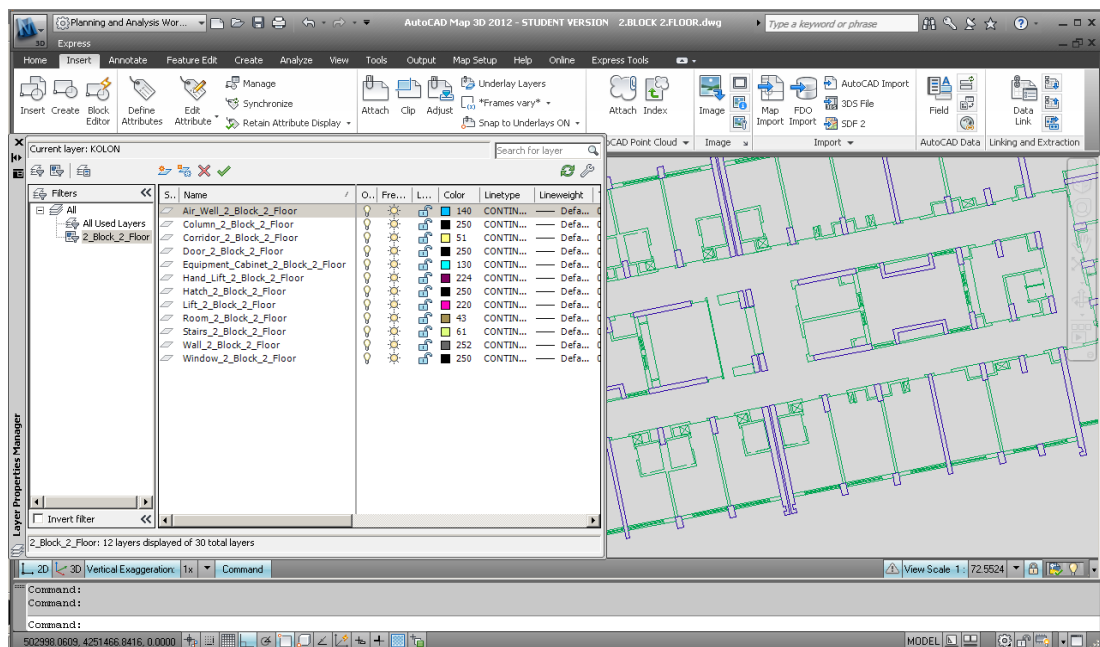 Planning and Analysis Wor... AutoCAD Map 3D 2012 - STUDENT VERSION 2.BLOCK 2.FLOOR.dwg Type a keyword or phrase
3D Express
Home Insert Annotate Feature Edit Create Analyze View Tools Output Map Setup Help Online Express Tools
Insert Create Block Editor Define Attributes Edit Attribute Manage Synchronize Retain Attribute Display
Attach Clip Adjust Underlay Layers *Frames vary* Snap to Underlays ON
Attach Index Image Map Import FDO Import AutoCAD Import 3DS File SDF 2 Field Data Link
CAD Point Cloud Image Import AutoCAD Data Linking and Extraction
Current layer: KOLON Search for layer
Filters S.. Name O.. Fre... L... Color Linetype Lineweight
All
All Used Layers
2_Block_2_Floor
Air_Well_2_Block_2_Floor 140 CONTIN... Defa...
Column_2_Block_2_Floor 250 CONTIN... Defa...
Corridor_2_Block_2_Floor 51 CONTIN... Defa...
Door_2_Block_2_Floor 250 CONTIN... Defa...
Equipment_Cabinet_2_Block_2_Floor 130 CONTIN... Defa...
Hand_Lift_2_Block_2_Floor 224 CONTIN... Defa...
Hatch_2_Block_2_Floor 250 CONTIN... Defa...
Lift_2_Block_2_Floor 220 CONTIN... Defa...
Room_2_Block_2_Floor 43 CONTIN... Defa...
Stairs_2_Block_2_Floor 61 CONTIN... Defa...
Wall_2_Block_2_Floor 252 CONTIN... Defa...
Window_2_Block_2_Floor 250 CONTIN... Defa...
Layer Properties Manager
Invert filter
2_Block_2_Floor: 12 layers displayed of 30 total layers
2D 3D Vertical Exaggeration: 1x Command View Scale 1 : 72.5524
Command:
Command:
Command:
502998.0609, 4251466.8416, 0.0000 MODEL